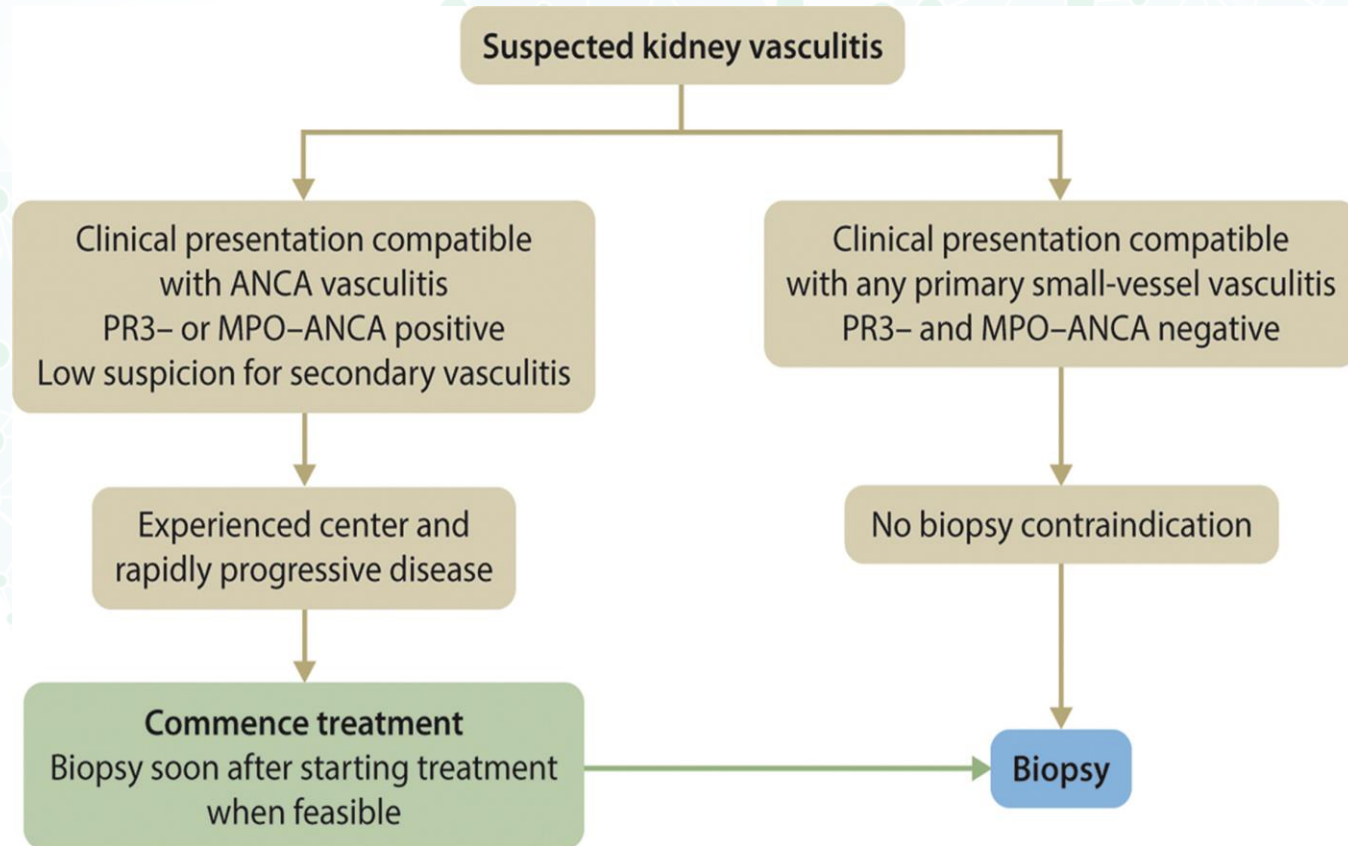 Suspected kidney vasculitis
Clinical presentation compatible
with ANCA vasculitis
PR3– or MPO–ANCA positive
Low suspicion for secondary vasculitis
Clinical presentation compatible
with any primary small-vessel vasculitis
PR3– and MPO–ANCA negative
Experienced center and
rapidly progressive disease
No biopsy contraindication
Commence treatment
Biopsy soon after starting treatment
when feasible
Biopsy